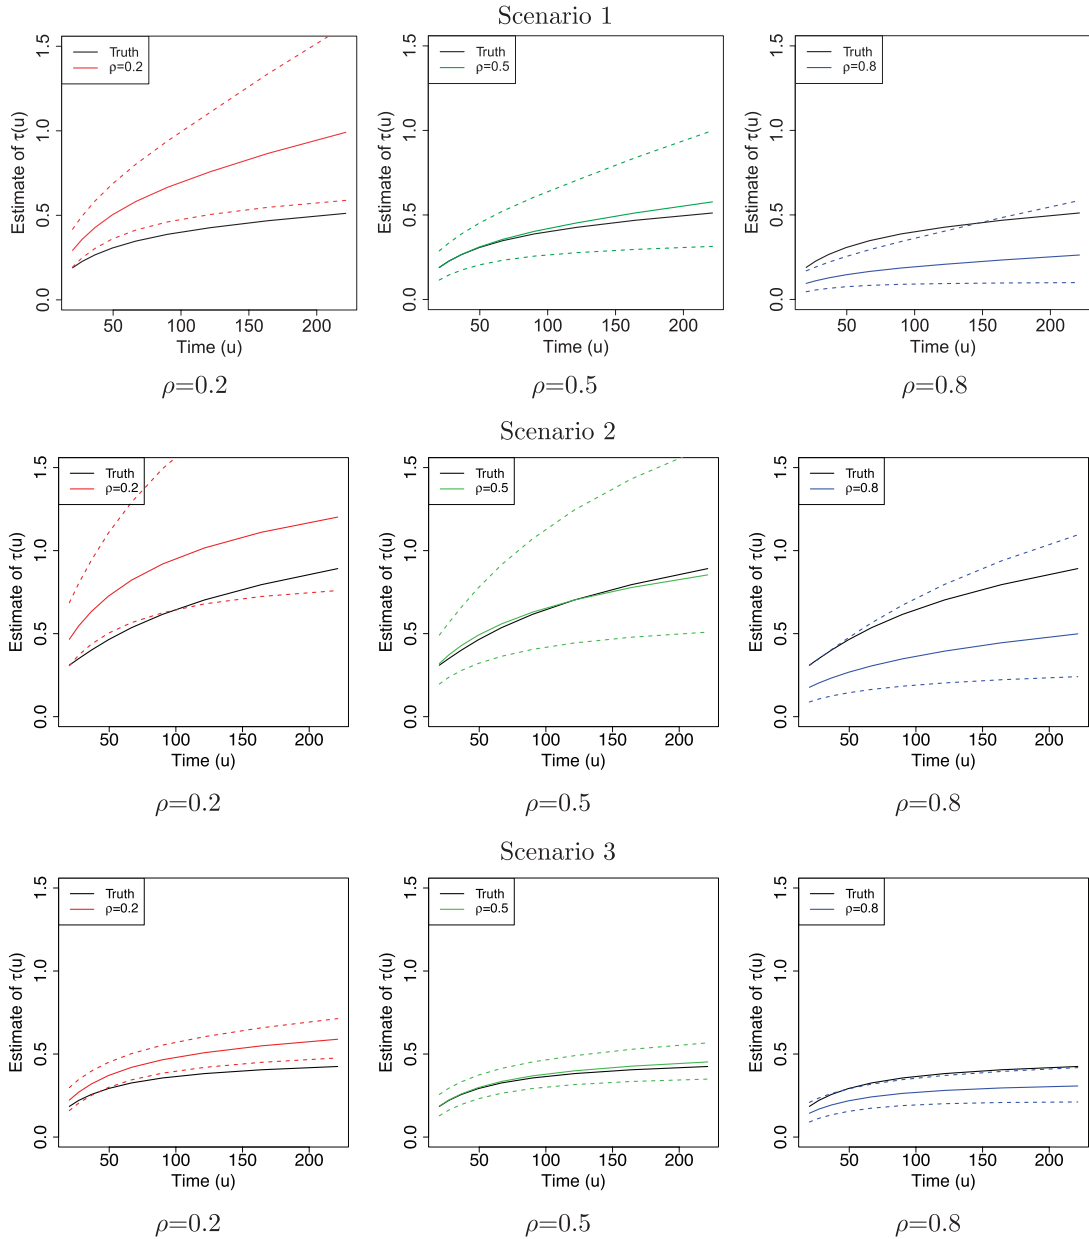 Scenario 1
Truth
ρ=0.2
Estimate of τ(u)
0.0 0.5 1.0 1.5
50 100 150 200
Time (u)
ρ=0.2
Truth
ρ=0.5
Estimate of τ(u)
0.0 0.5 1.0 1.5
50 100 150 200
Time (u)
ρ=0.5
Truth
ρ=0.8
Estimate of τ(u)
0.0 0.5 1.0 1.5
50 100 150 200
Time (u)
ρ=0.8
Scenario 2
Truth
ρ=0.2
Estimate of τ(u)
0.0 0.5 1.0 1.5
50 100 150 200
Time (u)
ρ=0.2
Truth
ρ=0.5
Estimate of τ(u)
0.0 0.5 1.0 1.5
50 100 150 200
Time (u)
ρ=0.5
Truth
ρ=0.8
Estimate of τ(u)
0.0 0.5 1.0 1.5
50 100 150 200
Time (u)
ρ=0.8
Scenario 3
Truth
ρ=0.2
Estimate of τ(u)
0.0 0.5 1.0 1.5
50 100 150 200
Time (u)
ρ=0.2
Truth
ρ=0.5
Estimate of τ(u)
0.0 0.5 1.0 1.5
50 100 150 200
Time (u)
ρ=0.5
Truth
ρ=0.8
Estimate of τ(u)
0.0 0.5 1.0 1.5
50 100 150 200
Time (u)
ρ=0.8